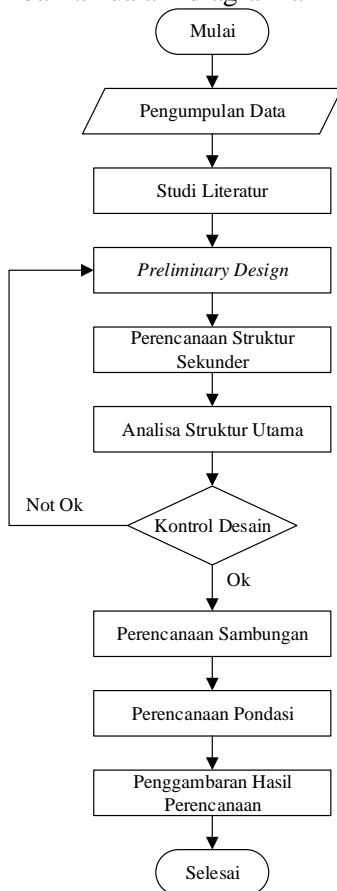 Mulai
Pengumpulan Data
Studi Literatur
Preliminary Design
Perencanaan Struktur
Sekunder
Analisa Struktur Utama
Not Ok
Kontrol Desain
Ok
Perencanaan Sambungan
Perencanaan Pondasi
Penggambaran Hasil
Perencanaan
Selesai